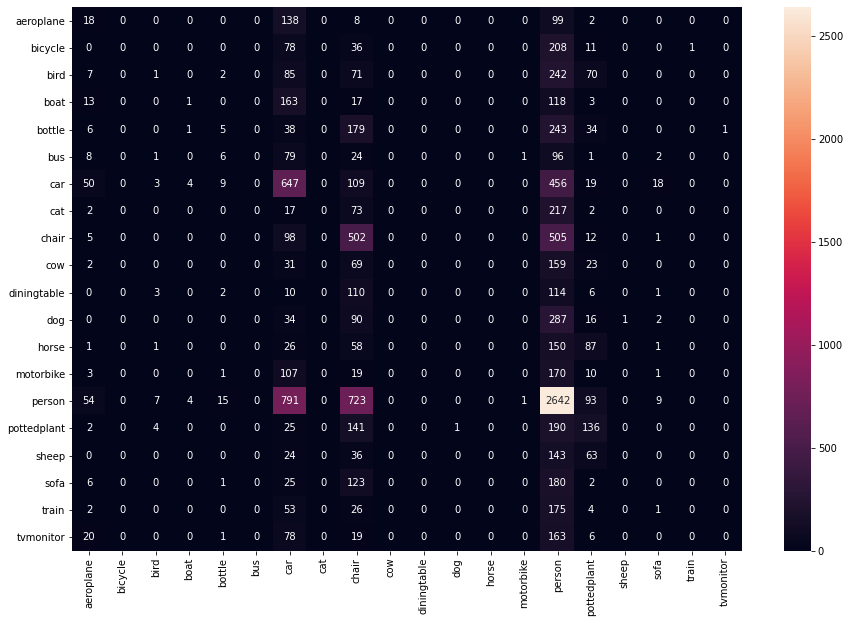 aeroplane 18 0 0 0 0 0 138 0 8 0 0 0 0 0 99 2 0 0 0 0
bicycle 0 0 0 0 0 0 78 0 36 0 0 0 0 0 208 11 0 0 1 0
bird 7 0 1 0 2 0 85 0 71 0 0 0 0 0 242 70 0 0 0 0
boat 13 0 0 1 0 0 163 0 17 0 0 0 0 0 118 3 0 0 0 0
bottle 6 0 0 1 5 0 38 0 179 0 0 0 0 0 243 34 0 0 0 1
bus 8 0 1 0 6 0 79 0 24 0 0 0 0 1 96 1 0 2 0 0
car 50 0 3 4 9 0 647 0 109 0 0 0 0 0 456 19 0 18 0 0
cat 2 0 0 0 0 0 17 0 73 0 0 0 0 0 217 2 0 0 0 0
chair 5 0 0 0 0 0 98 0 502 0 0 0 0 0 505 12 0 1 0 0
cow 2 0 0 0 0 0 31 0 69 0 0 0 0 0 159 23 0 0 0 0
diningtable 0 0 3 0 2 0 10 0 110 0 0 0 0 0 114 6 0 1 0 0
dog 0 0 0 0 0 0 34 0 90 0 0 0 0 0 287 16 1 2 0 0
horse 1 0 1 0 0 0 26 0 58 0 0 0 0 0 150 87 0 1 0 0
motorbike 3 0 0 0 1 0 107 0 19 0 0 0 0 0 170 10 0 1 0 0
person 54 0 7 4 15 0 791 0 723 0 0 0 0 1 2642 93 0 9 0 0
pottedplant 2 0 4 0 0 0 25 0 141 0 0 1 0 0 190 136 0 0 0 0
sheep 0 0 0 0 0 0 24 0 36 0 0 0 0 0 143 63 0 0 0 0
sofa 6 0 0 0 1 0 25 0 123 0 0 0 0 0 180 2 0 0 0 0
train 2 0 0 0 0 0 53 0 26 0 0 0 0 0 175 4 0 1 0 0
tvmonitor 20 0 0 0 1 0 78 0 19 0 0 0 0 0 163 6 0 0 0 0
aeroplane bicycle bird boat bottle bus car cat chair cow diningtable dog horse motorbike person pottedplant sheep sofa train tvmonitor
2500
2000
1500
1000
500
0